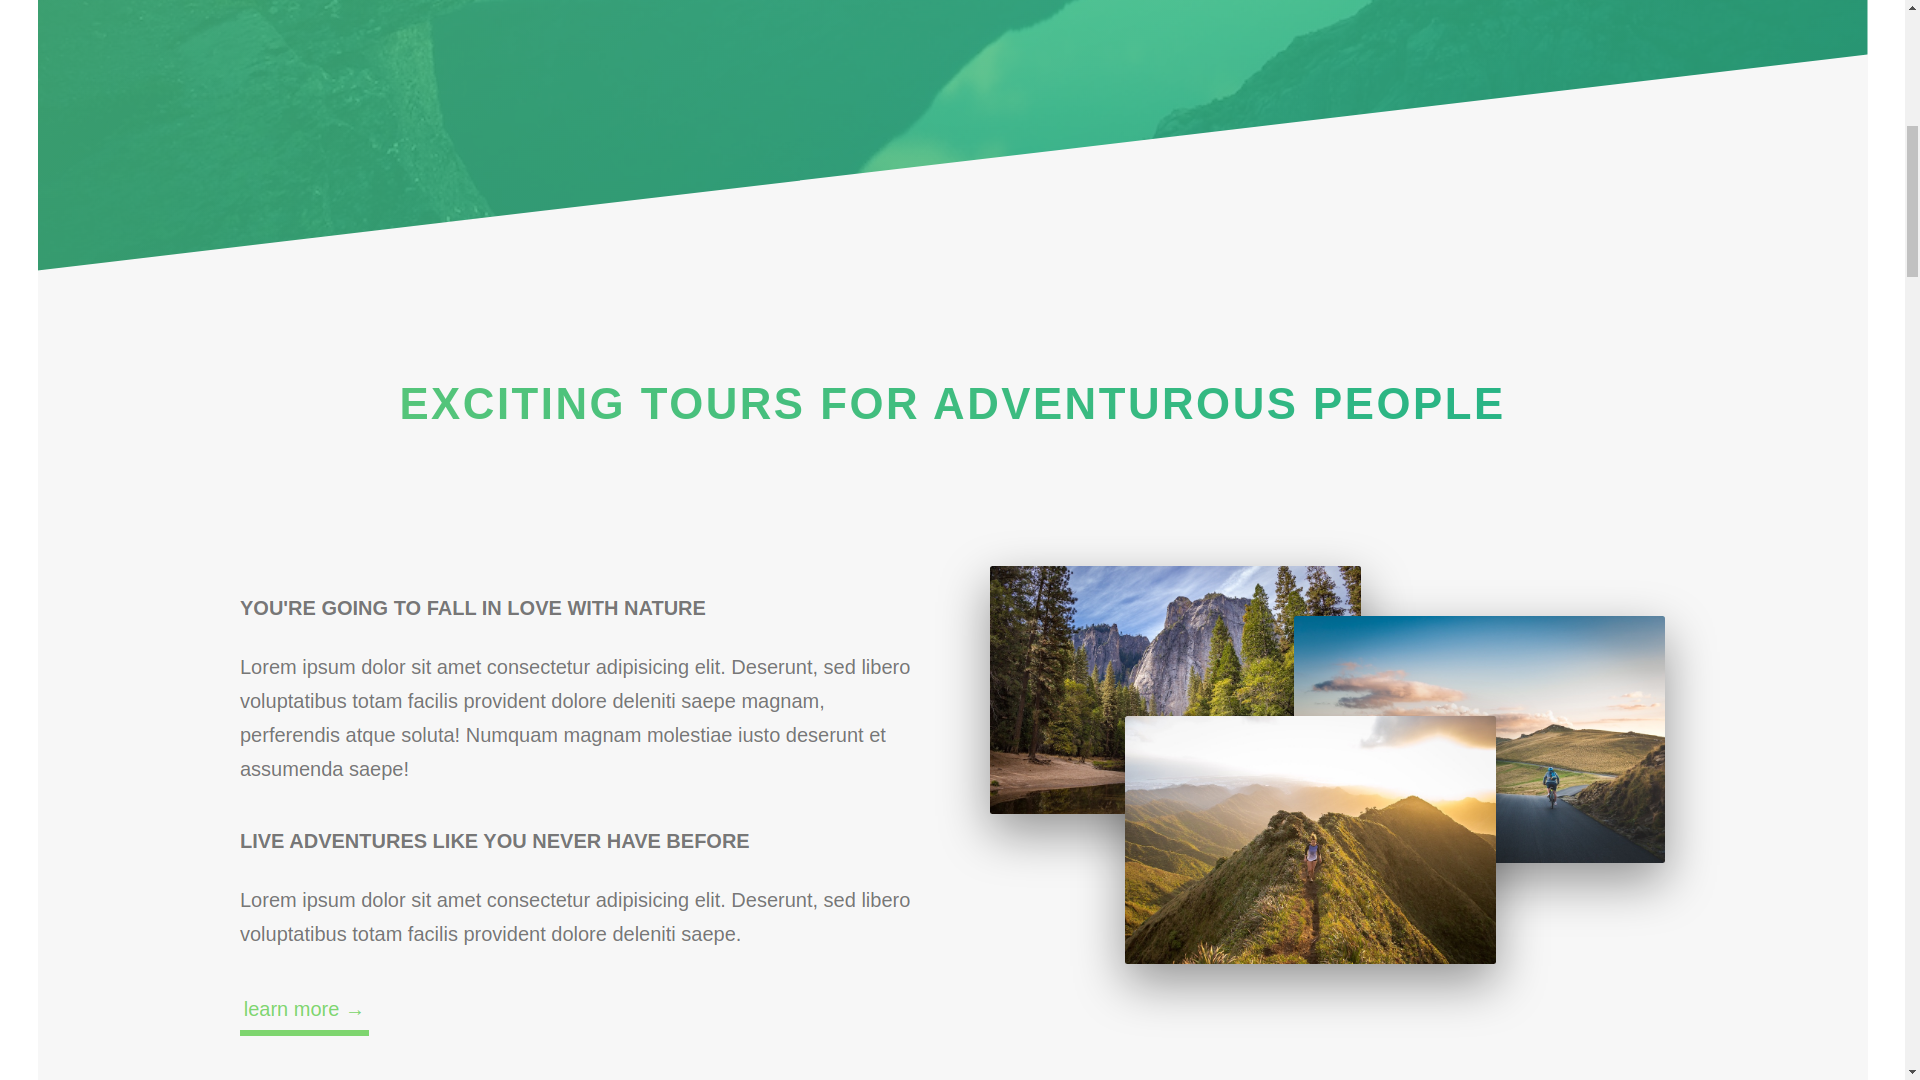 EXCITING TOURS FOR ADVENTUROUS PEOPLE
YOU'RE GOING TO FALL IN LOVE WITH NATURE
Lorem ipsum dolor sit amet consectetur adipisicing elit. Deserunt, sed libero
voluptatibus totam facilis provident dolore deleniti saepe magnam,
perferendis atque soluta! Numquam magnam molestiae iusto deserunt et
assumenda saepe!
LIVE ADVENTURES LIKE YOU NEVER HAVE BEFORE
Lorem ipsum dolor sit amet consectetur adipisicing elit. Deserunt, sed libero
voluptatibus totam facilis provident dolore deleniti saepe.
learn more →